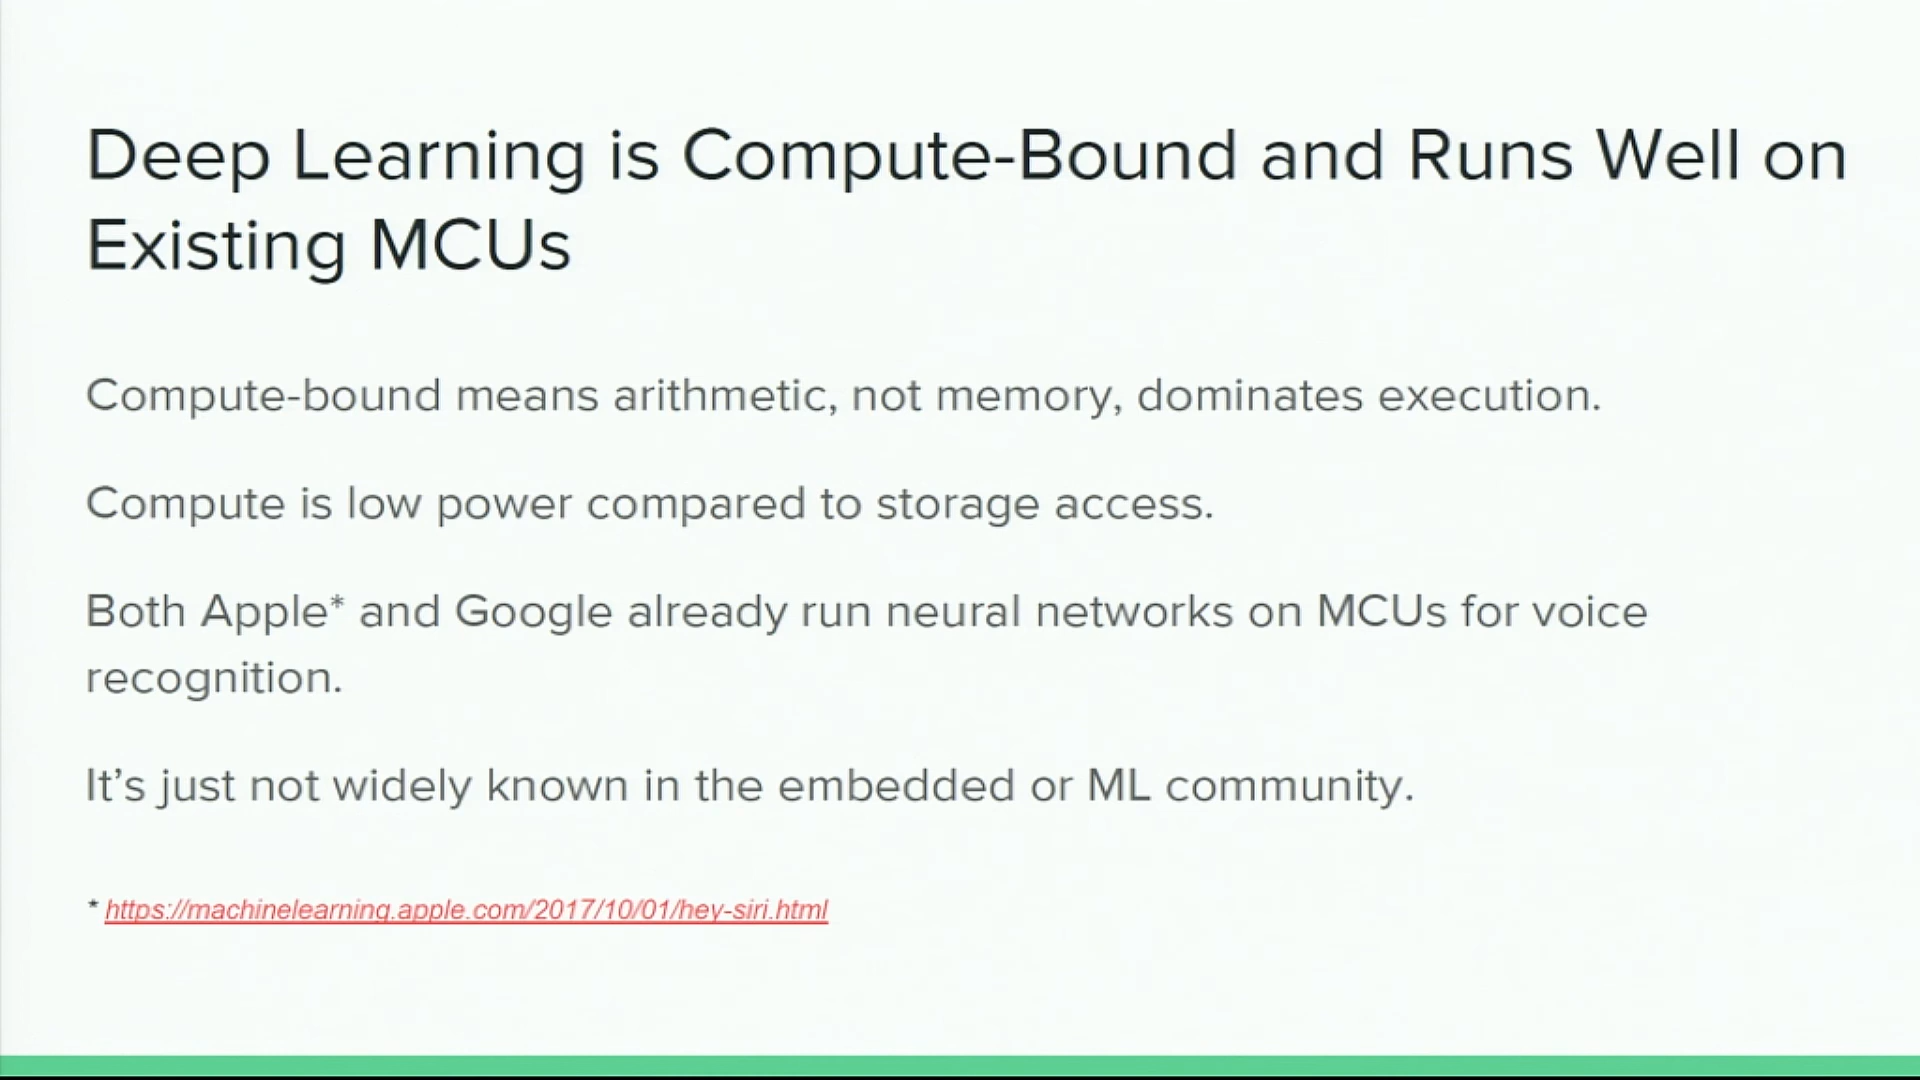 Deep Learning is Compute-Bound and Runs Well on
Existing MCUs
Compute-bound means arithmetic, not memory, dominates execution.
Compute is low power compared to storage access.
Both Apple* and Google already run neural networks on MCUs for voice
recognition.
It’s just not widely known in the embedded or ML community.
* https://machinelearning.apple.com/2017/10/01/hey-siri.html